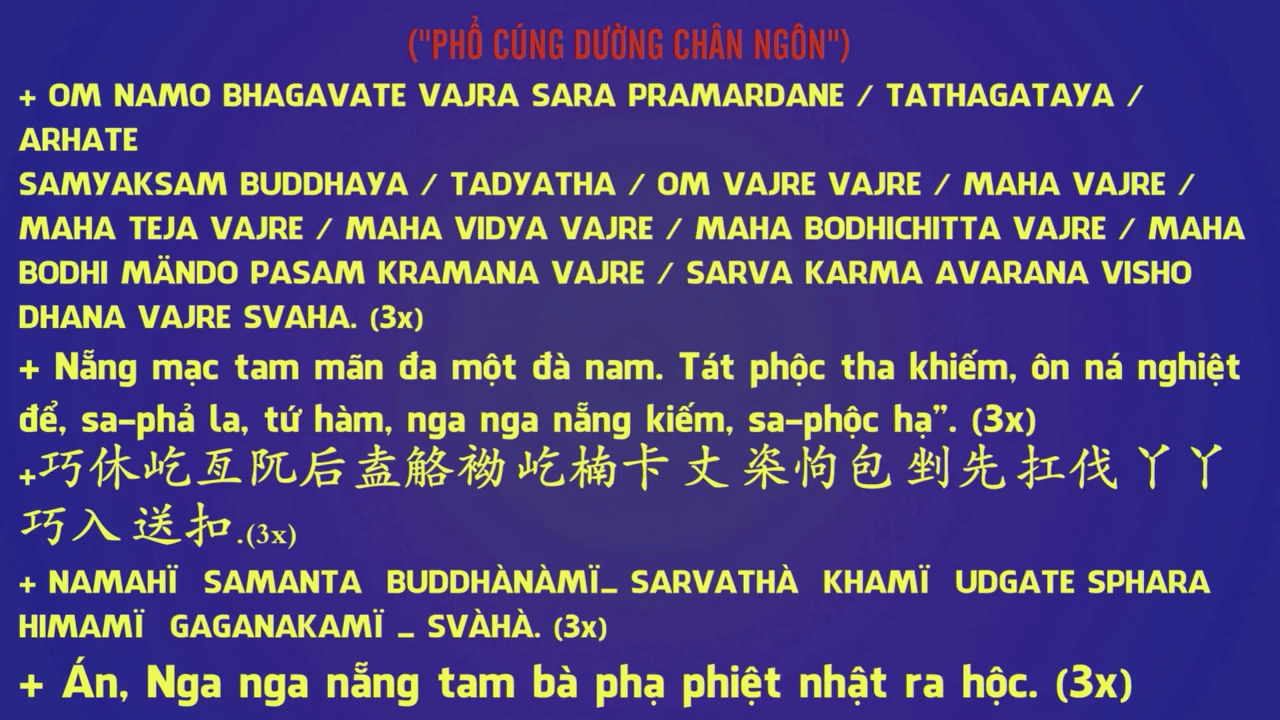 ("PHỔ CÚNG DƯỜNG CHÂN NGÔN")
+ OM NAMO BHAGAVATE VAJRA SARA PRAMARDANE / TATHAGATAYA /
ARHATE
SAMYAKSAM BUDDHAYA / TADYATHA / OM VAJRE VAJRE / MAHA VAJRE /
MAHA TEJA VAJRE / MAHA VIDYA VAJRE / MAHA BODHICHITTA VAJRE / MAHA
BODHI MÄNDO PASAM KRAMANA VAJRE / SARVA KARMA AVARANA VISHO
DHANA VAJRE SVAHA. (3x)
+ Nẵng mạc tam mãn đa một đà nam. Tát phộc tha khiếm, ôn ná nghiệt
để, sa-phả la, tứ hàm, nga nga nẵng kiếm, sa-phộc hạ”. (3x)
+巧休屹亙阢后盍觡袎屹楠卡丈 栥恟包 剉先扛伐 丫丫
巧入送扣.(3x)
+ NAMAHÏ SAMANTA BUDDHÀNÀMÏ_ SARVATHÀ KHAMÏ UDGATE SPHARA
HIMAMÏ GAGANAKAMÏ _ SVÀHÀ. (3x)
+ Án, Nga nga nẵng tam bà phạ phiệt nhật ra hộc. (3x)